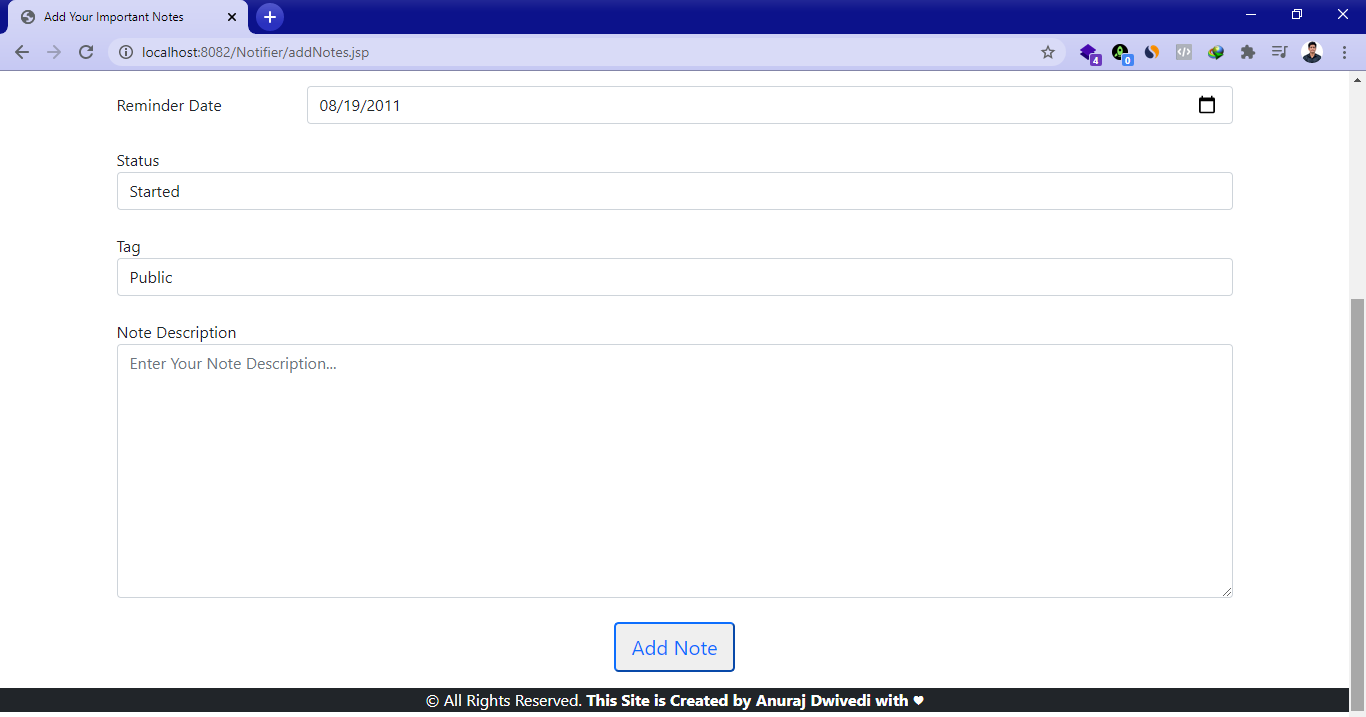 Add Your Important Notes
localhost:8082/Notifier/addNotes.jsp
4
0
Reminder Date
08/19/2011
Status
Started
Tag
Public
Note Description
Enter Your Note Description...
Add Note
© All Rights Reserved. This Site is Created by Anuraj Dwivedi with ♥